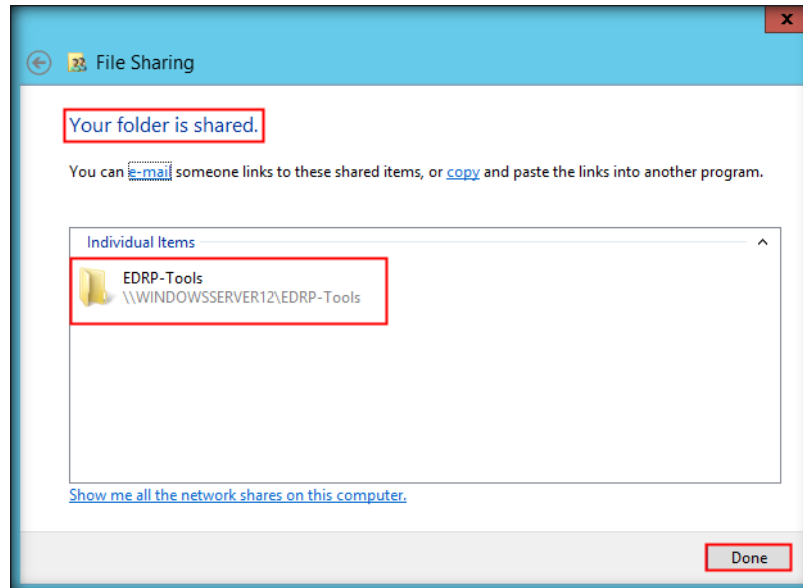 x
File Sharing
Your folder is shared.
You can e-mail someone links to these shared items, or copy and paste the links into another program.
Individual Items
EDRP-Tools
\\WINDOWSSERVER12\EDRP-Tools
Show me all the network shares on this computer.
Done